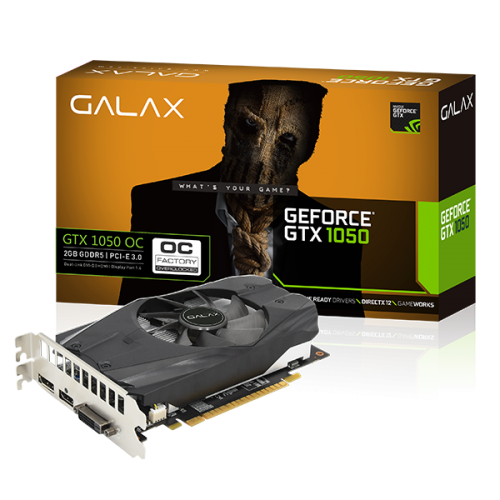 GALAX
GALAX
NVIDIA
GEFORCE
GTX
WHAT'S YOUR GAME?
GEFORCE
GTX 1050
GEFORCE
GTX 1050
GTX 1050 OC
2GB GDDR5 | PCI-E 3.0
OC
FACTORY
OVERCLOCKED
READY DRIVERS
DIRECTX 12
GAMEWORKS
GALAX